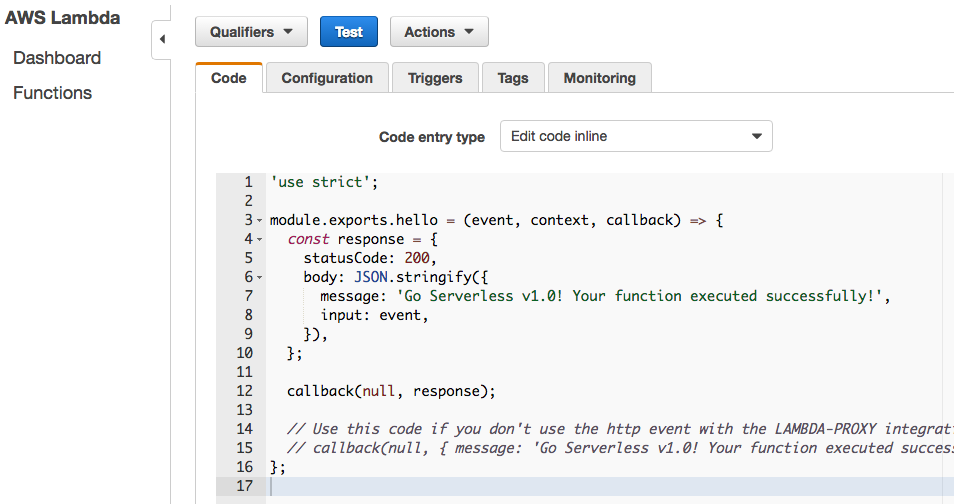 AWS Lambda
Dashboard
Functions
Qualifiers
Test
Actions
Code
Configuration
Triggers
Tags
Monitoring
Code entry type
Edit code inline
1 'use strict';
2
3 module.exports.hello = (event, context, callback) => {
4   const response = {
5     statusCode: 200,
6     body: JSON.stringify({
7       message: 'Go Serverless v1.0! Your function executed successfully!',
8       input: event,
9     }),
10   };
11
12   callback(null, response);
13
14   // Use this code if you don't use the http event with the LAMBDA-PROXY integrat
15   // callback(null, { message: 'Go Serverless v1.0! Your function executed succes
16 };
17